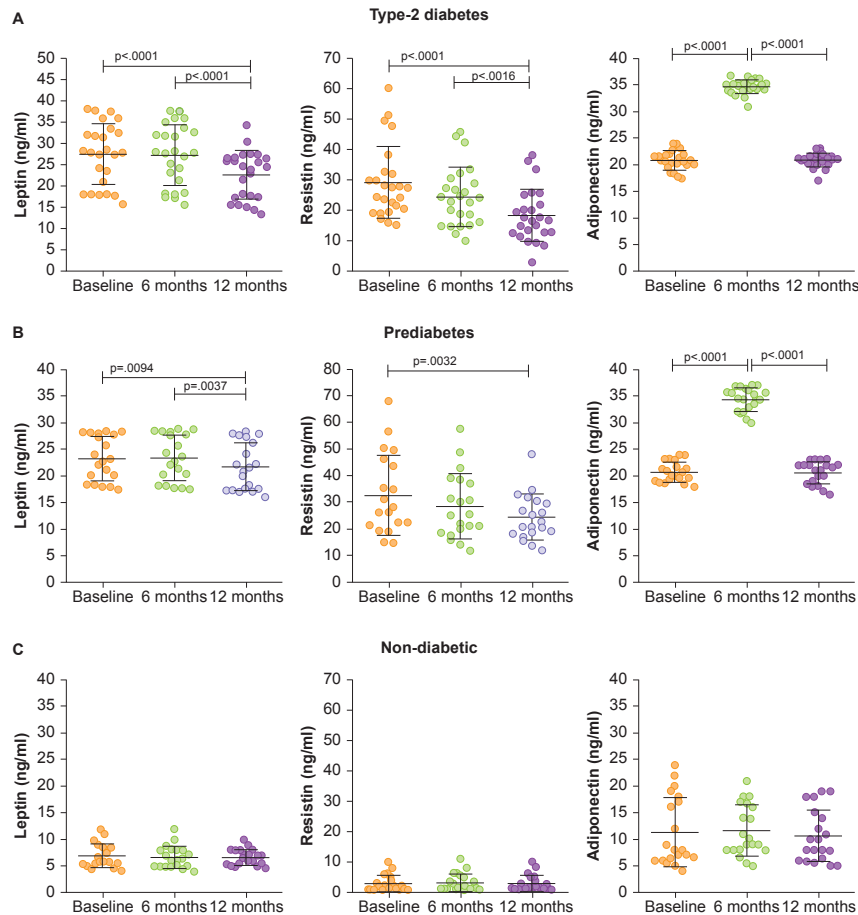 A
Type-2 diabetes
p<.0001
p<.0001
Leptin (ng/ml)
50
45
40
35
30
25
20
15
10
5
0
Baseline 6 months 12 months
p<.0001
p<.0016
Resistin (ng/ml)
70
60
50
40
30
20
10
0
Baseline 6 months 12 months
p<.0001 p<.0001
Adiponectin (ng/ml)
40
35
30
25
20
15
10
5
0
Baseline 6 months 12 months
B
Prediabetes
p=.0094
p=.0037
Leptin (ng/ml)
40
35
30
25
20
15
10
5
0
Baseline 6 months 12 months
p=.0032
Resistin (ng/ml)
80
70
60
50
40
30
20
10
0
Baseline 6 months 12 months
p<.0001 p<.0001
Adiponectin (ng/ml)
40
35
30
25
20
15
10
5
0
Baseline 6 months 12 months
C
Non-diabetic
Leptin (ng/ml)
40
35
30
25
20
15
10
5
0
Baseline 6 months 12 months
Resistin (ng/ml)
70
60
50
40
30
20
10
0
Baseline 6 months 12 months
Adiponectin (ng/ml)
40
35
30
25
20
15
10
5
0
Baseline 6 months 12 months